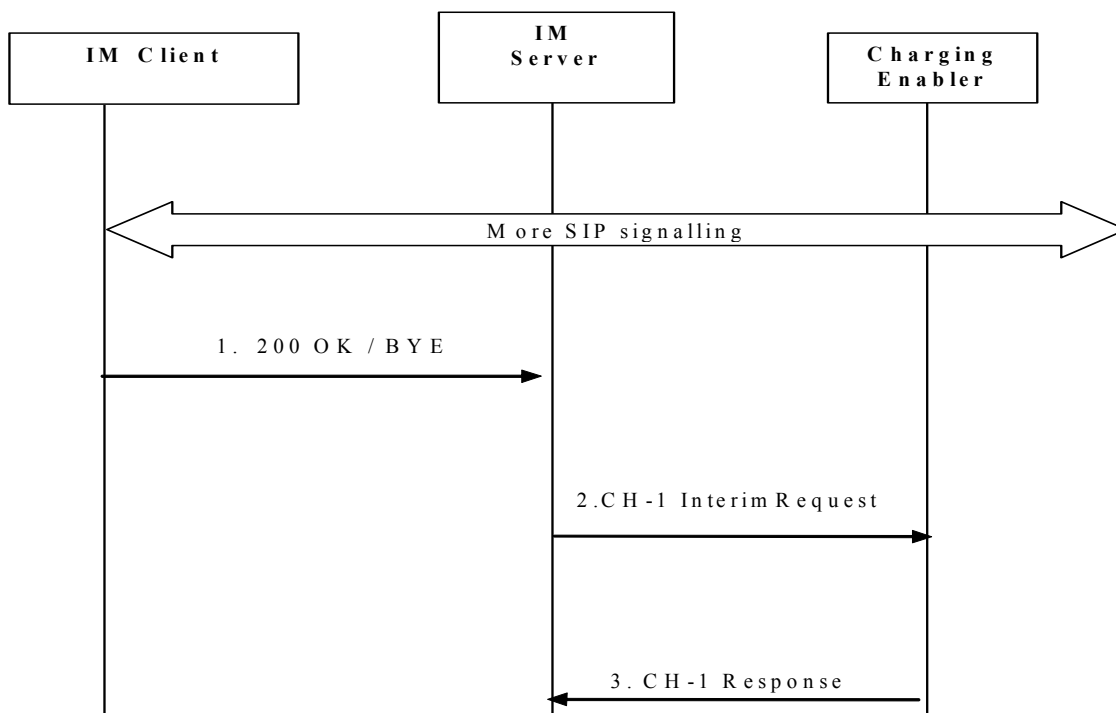 IM Client
IM
Server
Charging
Enabler
More SIP signalling
1. 200 OK / BYE
2.CH-1 Interim Request
3. CH-1 Response